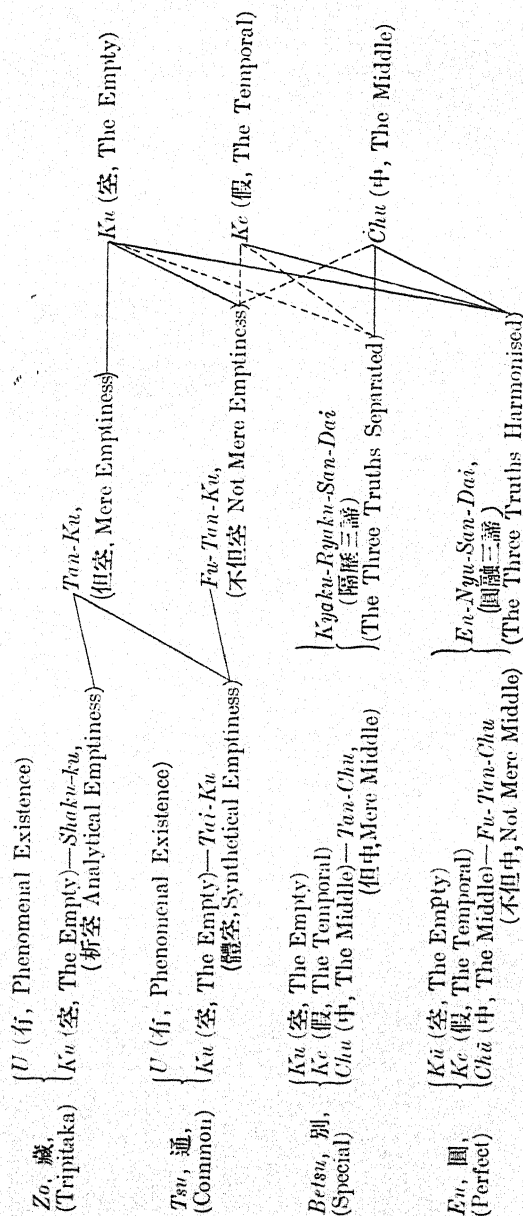 Zo, 藏,
(Tripitaka)
U (有, Phenomenal Existence)
Ku (空, The Empty)—Shaku-ku,
(析空 Analytical Emptiness)
Tan-Ku,
(但空, Mere Emptiness)
Ku (空, The Empty)
Tsu, 通,
(Common)
U (有, Phenomenal Existence)
Ku (空, The Empty)—Tai-Ku
(體空, Synthetical Emptiness)
Fu-Tan-Ku,
(不但空 Not Mere Emptiness)
Ke (假, The Temporal)
Betsu, 別,
(Special)
Ku (空, The Empty)
Ke (假, The Temporal)
Chu (中, The Middle)—Tan-Chu,
(但中, Mere Middle)
Kyaku-Ryaku-San-Dai
(隔歷三諦)
(The Three Truths Separated)
Chu (中, The Middle)
En, 圓,
(Perfect)
Kū (空, The Empty)
Ke (假, The Temporal)
Chū (中, The Middle)—Fu-Tan-Chu
(不但中, Not Mere Middle)
En-Nyu-San-Dai,
(圓融三諦)
(The Three Truths Harmonised)